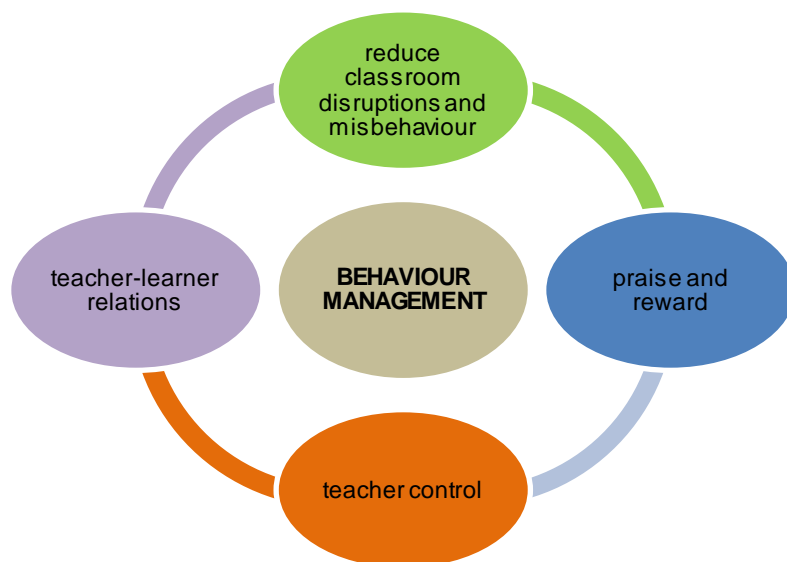 reduce
classroom
disruptions and
misbehaviour
teacher-learner
relations
BEHAVIOUR
MANAGEMENT
praise and
reward
teacher control